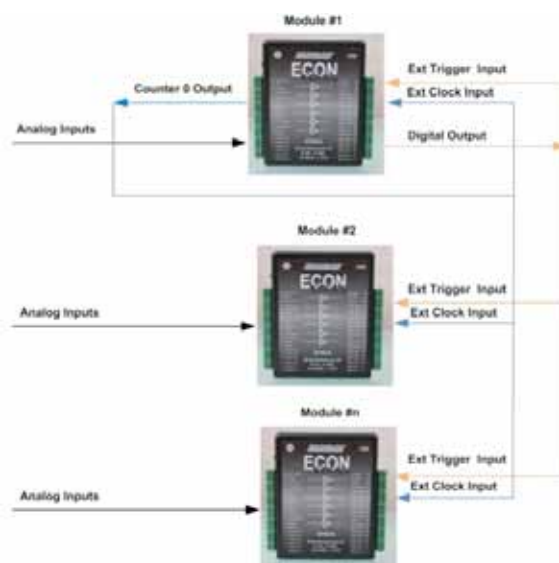 Module #1
ECON
Ext Trigger Input
Counter 0 Output
Ext Clock Input
Analog Inputs
Digital Output
Module #2
ECON
Ext Trigger Input
Analog Inputs
Ext Clock Input
Module #n
ECON
Ext Trigger Input
Ext Clock Input
Analog Inputs